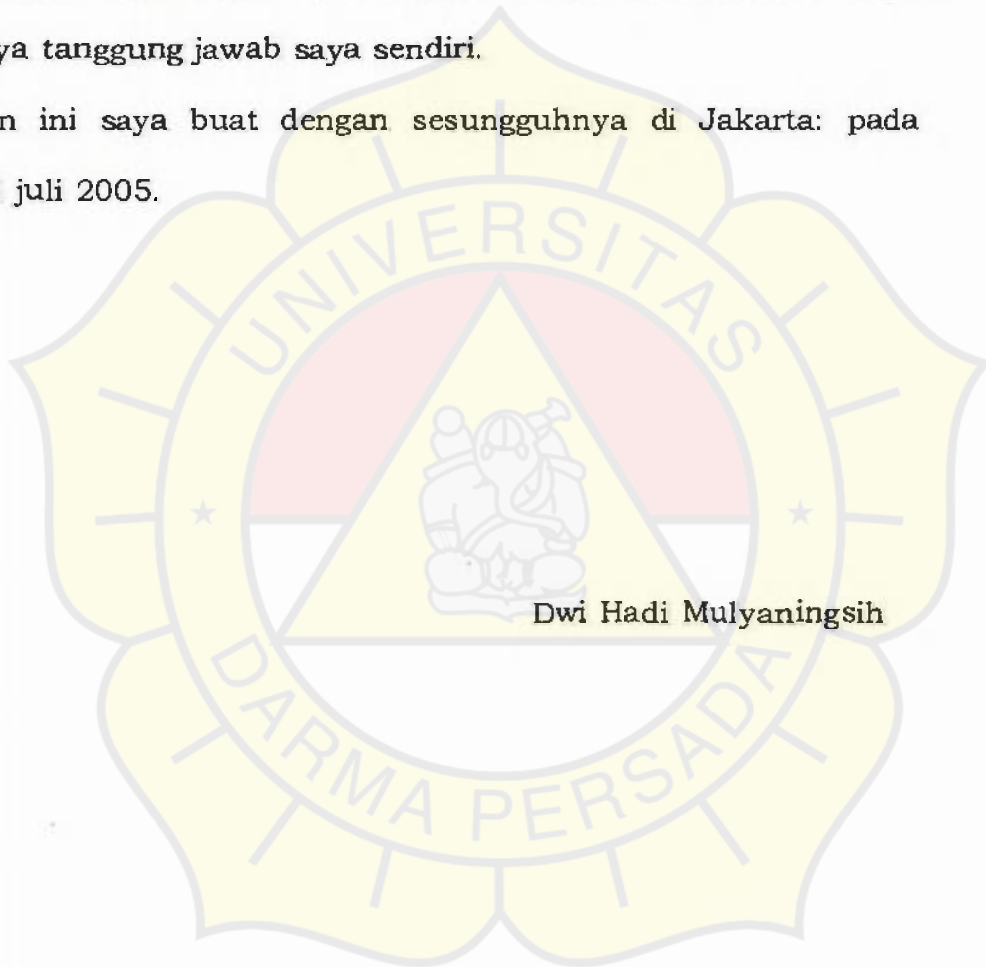 ya tanggung jawab saya sendiri.
n ini saya buat dengan sesungguhnya di Jakarta: pada
juli 2005.
UNIVERSITAS
Dwi Hadi Mulyaningsih
DARMA PERSADA